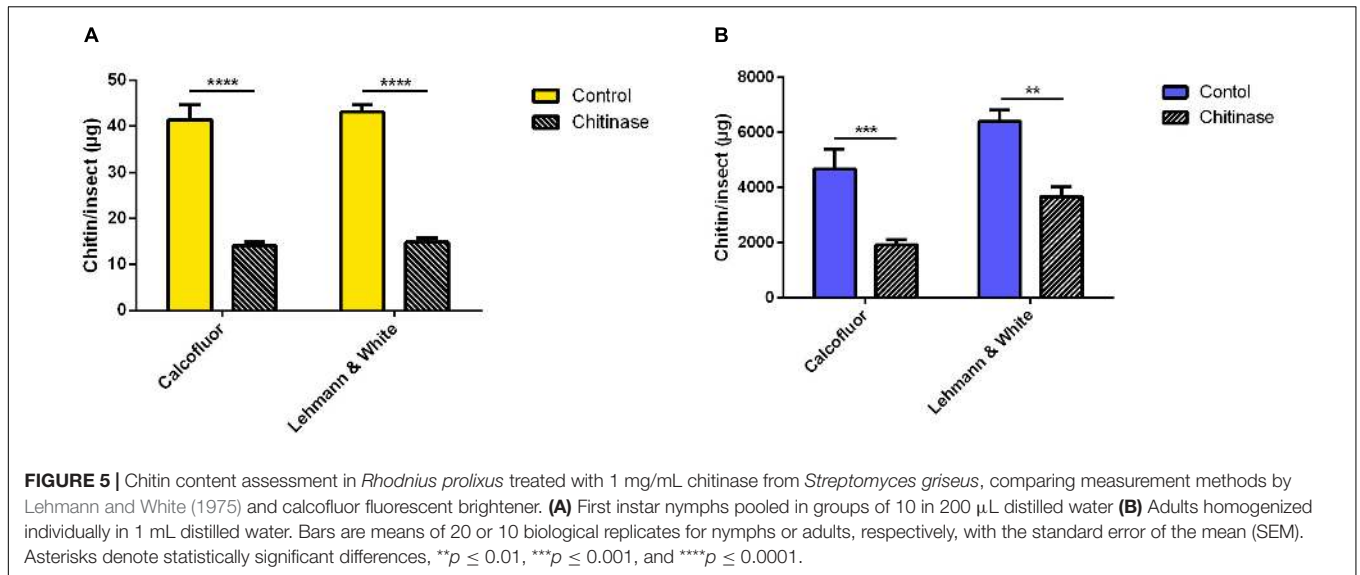 A
50
40
30
20
10
0
Chitin/insect (µg)
****
****
Calcofluor
Lehmann & White
Control
Chitinase
B
8000
6000
4000
2000
0
Chitin/insect (µg)
***
**
Calcofluor
Lehmann & White
Contol
Chitinase
FIGURE 5 | Chitin content assessment in Rhodnius prolixus treated with 1 mg/mL chitinase from Streptomyces griseus, comparing measurement methods by
Lehmann and White (1975) and calcofluor fluorescent brightener. (A) First instar nymphs pooled in groups of 10 in 200 µL distilled water (B) Adults homogenized
individually in 1 mL distilled water. Bars are means of 20 or 10 biological replicates for nymphs or adults, respectively, with the standard error of the mean (SEM).
Asterisks denote statistically significant differences, **p ≤ 0.01, ***p ≤ 0.001, and ****p ≤ 0.0001.